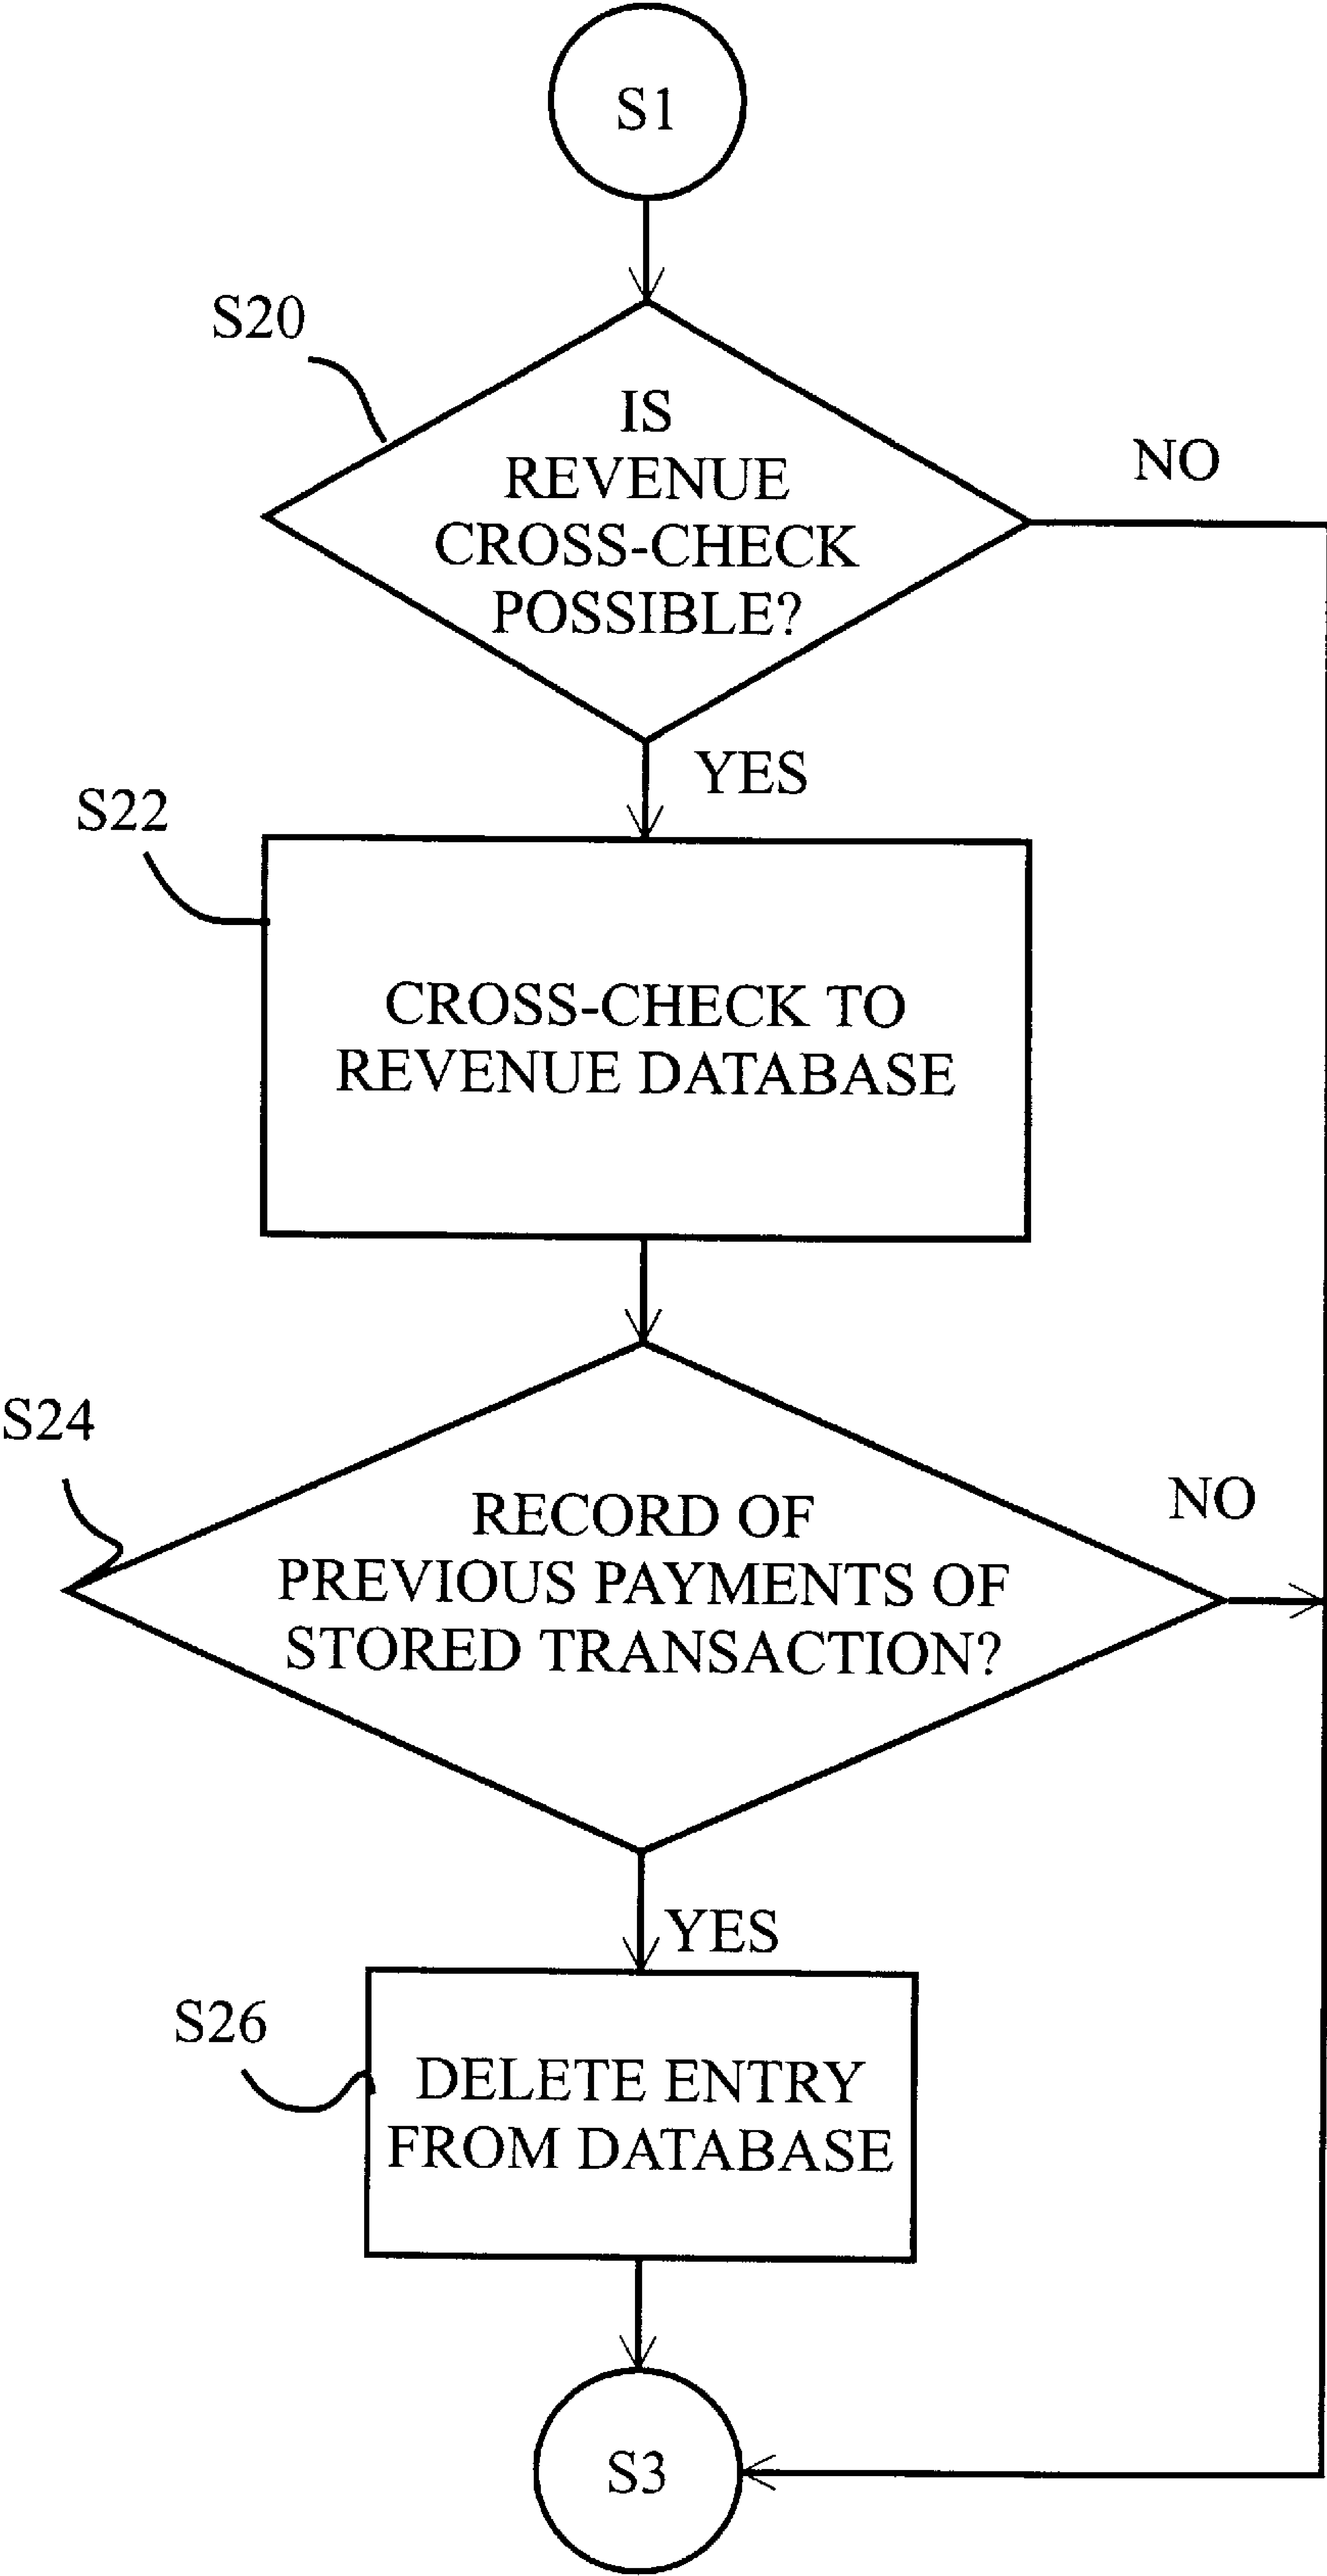 S1
S20
IS
REVENUE
CROSS-CHECK
POSSIBLE?
NO
YES
S22
CROSS-CHECK TO
REVENUE DATABASE
S24
RECORD OF
PREVIOUS PAYMENTS OF
STORED TRANSACTION?
NO
YES
S26
DELETE ENTRY
FROM DATABASE
S3